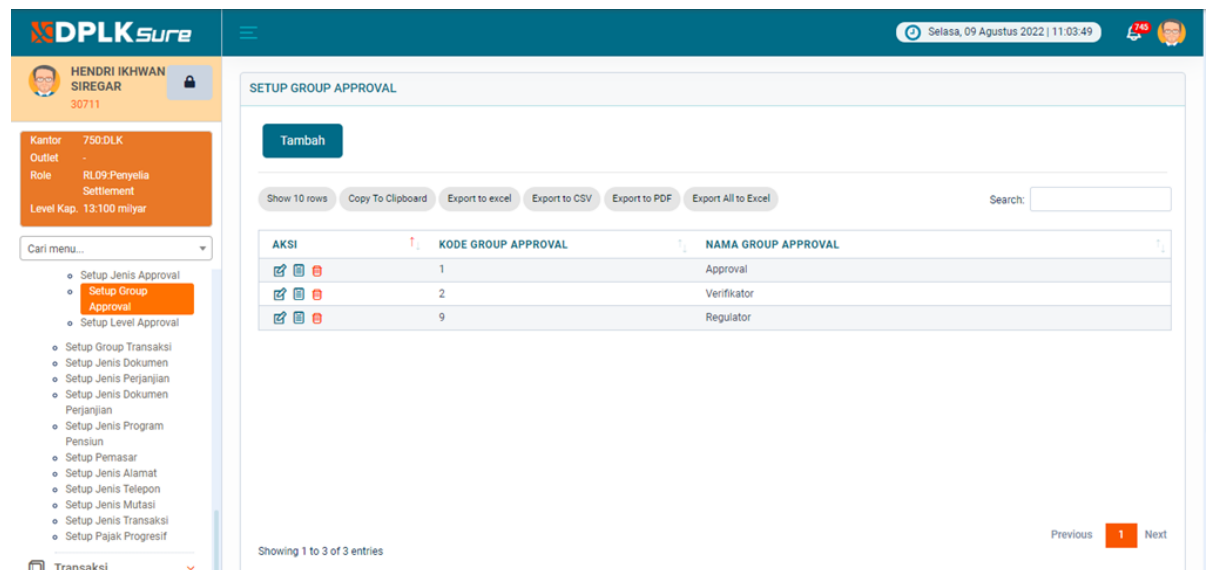 DPLKsure
Selasa, 09 Agustus 2022 | 11:03:49
745
HENDRI IKHWAN
SIREGAR
30711
Kantor 750:DLK
Outlet -
Role RL09:Penyelia
Settlement
Level Kap. 13:100 milyar
Cari menu...
Setup Jenis Approval
Setup Group
Approval
Setup Level Approval
Setup Group Transaksi
Setup Jenis Dokumen
Setup Jenis Perjanjian
Setup Jenis Dokumen
Perjanjian
Setup Jenis Program
Pensiun
Setup Pemasar
Setup Jenis Alamat
Setup Jenis Telepon
Setup Jenis Mutasi
Setup Jenis Transaksi
Setup Pajak Progresif
Transaksi
SETUP GROUP APPROVAL
Tambah
Show 10 rows Copy To Clipboard Export to excel Export to CSV Export to PDF Export All to Excel Search:
AKSI KODE GROUP APPROVAL NAMA GROUP APPROVAL
1 Approval
2 Verifikator
9 Regulator
Previous 1 Next
Showing 1 to 3 of 3 entries